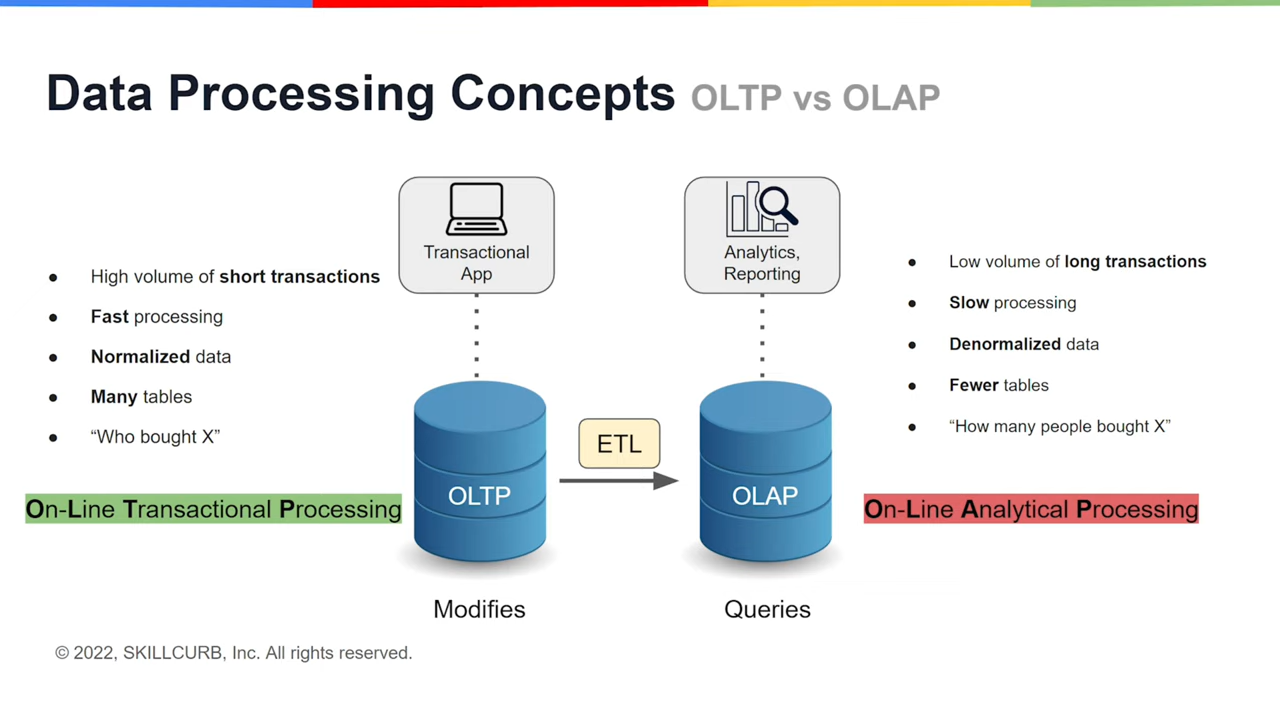 Data Processing Concepts OLTP vs OLAP
Transactional
App
Analytics,
Reporting
● High volume of short transactions
● Fast processing
● Normalized data
● Many tables
● “Who bought X”
● Low volume of long transactions
● Slow processing
● Denormalized data
● Fewer tables
● “How many people bought X”
On-Line Transactional Processing
OLTP
ETL
OLAP
On-Line Analytical Processing
Modifies
Queries
© 2022, SKILLCURB, Inc. All rights reserved.